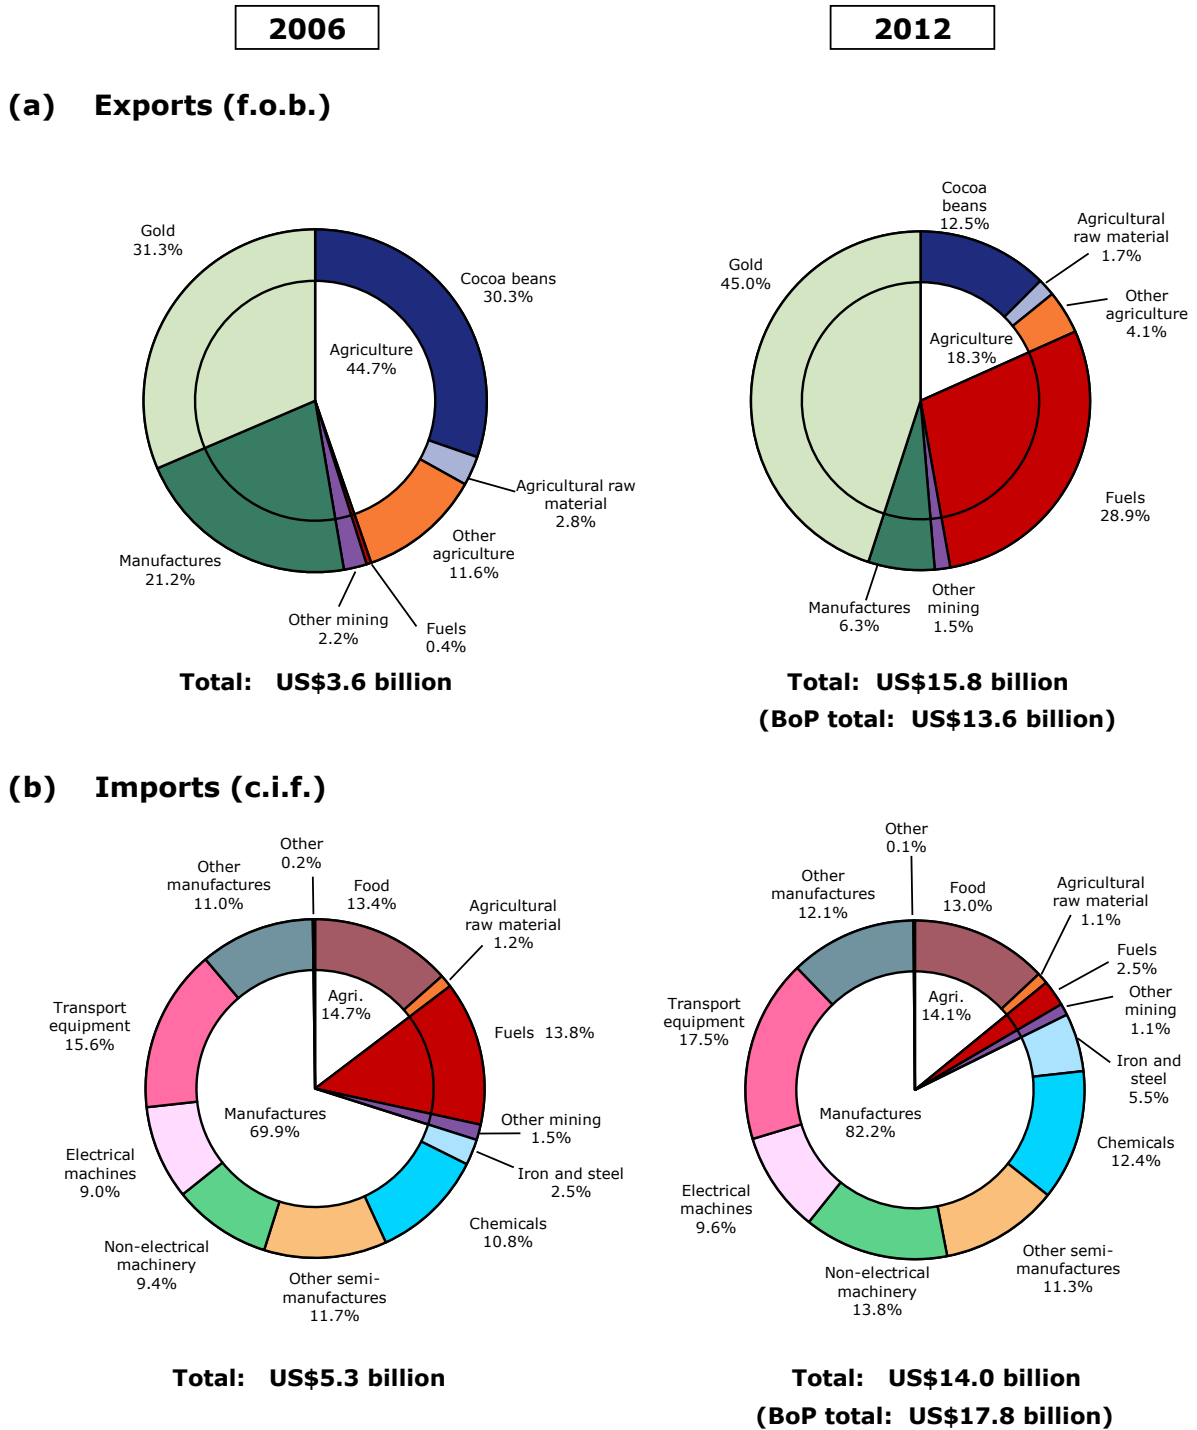 2006
2012
(a) Exports (f.o.b.)
Gold
31.3%
Cocoa beans
30.3%
Agriculture
44.7%
Agricultural raw
material
2.8%
Other
agriculture
11.6%
Fuels
0.4%
Other mining
2.2%
Manufactures
21.2%
Total: US$3.6 billion
Cocoa
beans
12.5%
Agricultural
raw material
1.7%
Other
agriculture
4.1%
Gold
45.0%
Agriculture
18.3%
Fuels
28.9%
Other
mining
1.5%
Manufactures
6.3%
Total: US$15.8 billion
(BoP total: US$13.6 billion)
(b) Imports (c.i.f.)
Other
0.2%
Food
13.4%
Agricultural
raw material
1.2%
Other
manufactures
11.0%
Agri.
14.7%
Fuels 13.8%
Transport
equipment
15.6%
Manufactures
69.9%
Other mining
1.5%
Iron and steel
2.5%
Electrical
machines
9.0%
Chemicals
10.8%
Non-electrical
machinery
9.4%
Other semi-
manufactures
11.7%
Total: US$5.3 billion
Other
0.1%
Food
13.0%
Agricultural
raw material
1.1%
Other
manufactures
12.1%
Fuels
2.5%
Agri.
14.1%
Other
mining
1.1%
Transport
equipment
17.5%
Iron and
steel
5.5%
Manufactures
82.2%
Chemicals
12.4%
Electrical
machines
9.6%
Other semi-
manufactures
11.3%
Non-electrical
machinery
13.8%
Total: US$14.0 billion
(BoP total: US$17.8 billion)